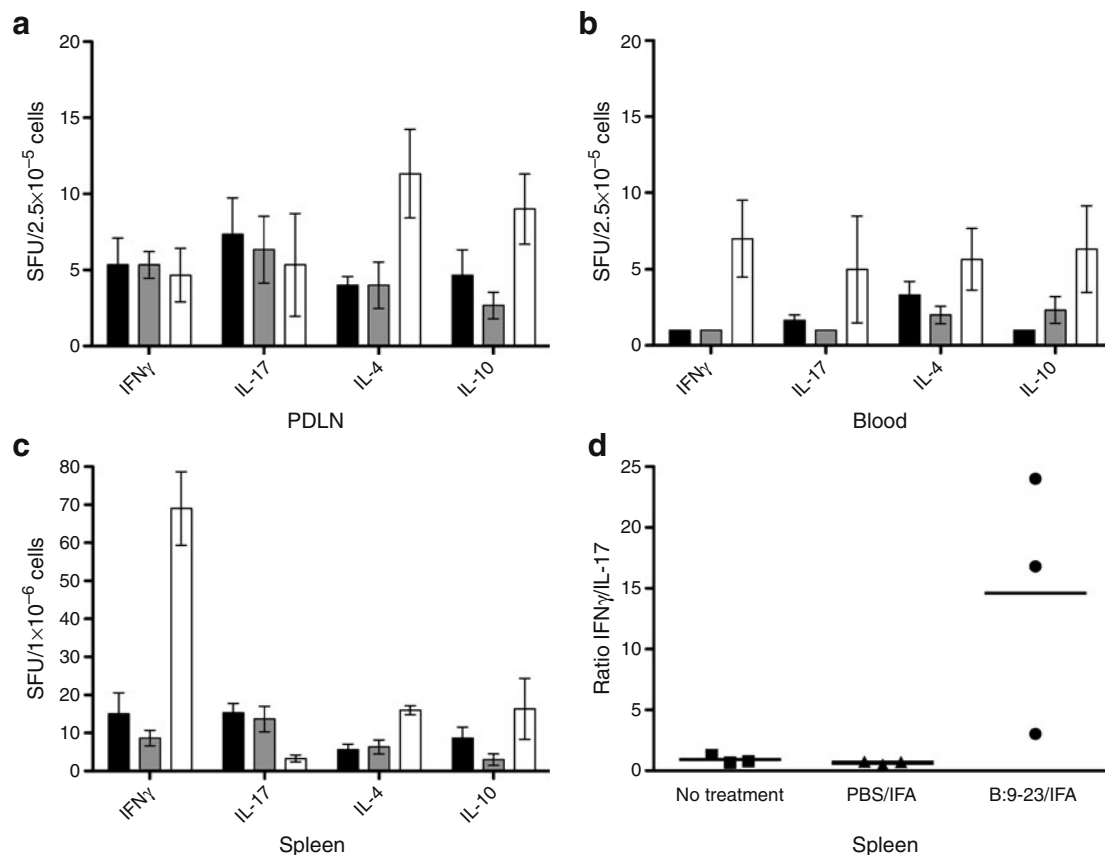 a
20
15
10
5
0
SFU/2.5×10⁻⁵ cells
IFNγ IL-17 IL-4 IL-10
PDLN
b
20
15
10
5
0
SFU/2.5×10⁻⁵ cells
IFNγ IL-17 IL-4 IL-10
Blood
c
80
70
60
50
40
30
20
10
0
SFU/1×10⁻⁶ cells
IFNγ IL-17 IL-4 IL-10
Spleen
d
25
20
15
10
5
0
Ratio IFNγ/IL-17
No treatment PBS/IFA B:9-23/IFA
Spleen